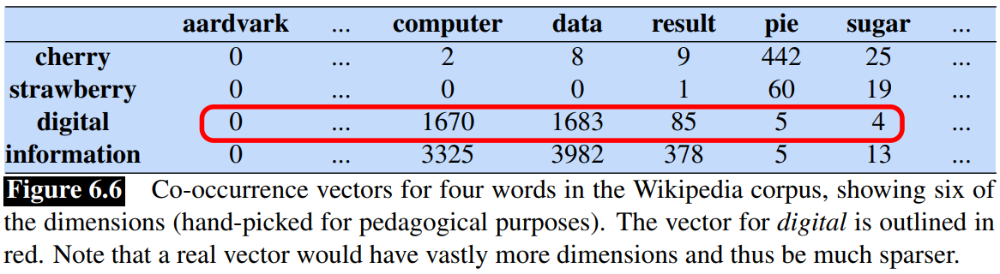 aardvark ... computer data result pie sugar ...
cherry 0 ... 2 8 9 442 25 ...
strawberry 0 ... 0 0 1 60 19 ...
digital 0 ... 1670 1683 85 5 4 ...
information 0 ... 3325 3982 378 5 13 ...
Figure 6.6 Co-occurrence vectors for four words in the Wikipedia corpus, showing six of
the dimensions (hand-picked for pedagogical purposes). The vector for digital is outlined in
red. Note that a real vector would have vastly more dimensions and thus be much sparser.